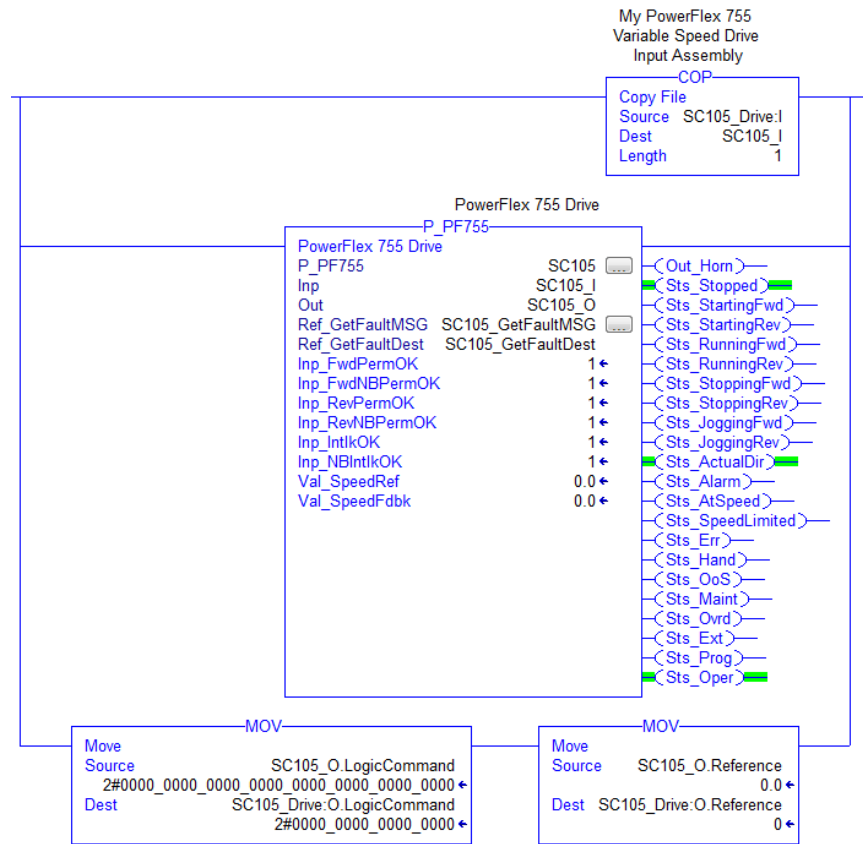 My PowerFlex 755
Variable Speed Drive
Input Assembly
COP
Copy File
Source SC105_Drive:I
Dest SC105_I
Length 1
PowerFlex 755 Drive
P_PF755
PowerFlex 755 Drive
P_PF755 SC105 ...
Inp SC105_I
Out SC105_O
Ref_GetFaultMSG SC105_GetFaultMSG ...
Ref_GetFaultDest SC105_GetFaultDest
Inp_FwdPermOK 1
Inp_FwdNBPermOK 1
Inp_RevPermOK 1
Inp_RevNBPermOK 1
Inp_IntlkOK 1
Inp_NBIntlkOK 1
Val_SpeedRef 0.0
Val_SpeedFdbk 0.0
Out_Horn
Sts_Stopped
Sts_StartingFwd
Sts_StartingRev
Sts_RunningFwd
Sts_RunningRev
Sts_StoppingFwd
Sts_StoppingRev
Sts_JoggingFwd
Sts_JoggingRev
Sts_ActualDir
Sts_Alarm
Sts_AtSpeed
Sts_SpeedLimited
Sts_Err
Sts_Hand
Sts_OoS
Sts_Maint
Sts_Ovrd
Sts_Ext
Sts_Prog
Sts_Oper
MOV
Move
Source SC105_O.LogicCommand
2#0000_0000_0000_0000_0000_0000_0000_0000
Dest SC105_Drive:O.LogicCommand
2#0000_0000_0000_0000
MOV
Move
Source SC105_O.Reference
0.0
Dest SC105_Drive:O.Reference
0